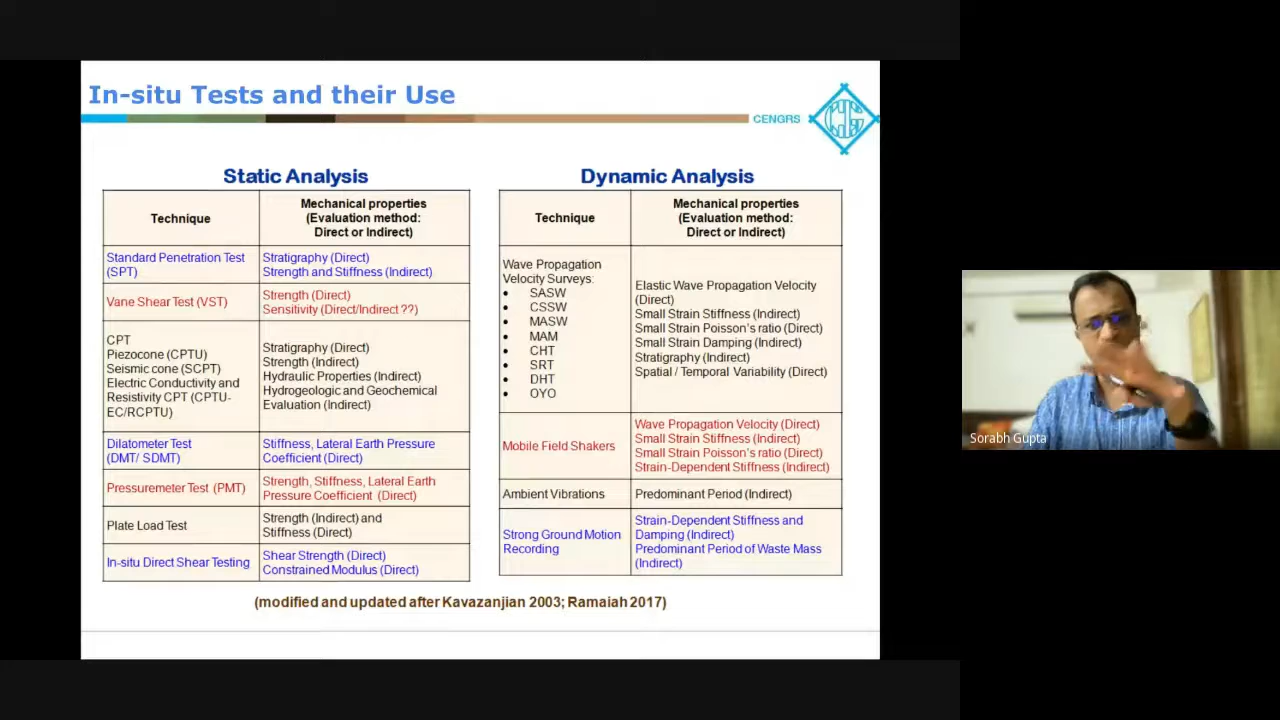 In-situ Tests and their Use
CENGRS
Static Analysis
Technique
Mechanical properties
(Evaluation method:
Direct or Indirect)
Standard Penetration Test
(SPT)
Stratigraphy (Direct)
Strength and Stiffness (Indirect)
Vane Shear Test (VST)
Strength (Direct)
Sensitivity (Direct/Indirect ??)
CPT
Piezocone (CPTU)
Seismic cone (SCPT)
Electric Conductivity and
Resistivity CPT (CPTU-
EC/RCPTU)
Stratigraphy (Direct)
Strength (Indirect)
Hydraulic Properties (Indirect)
Hydrogeologic and Geochemical
Evaluation (Indirect)
Dilatometer Test
(DMT/ SDMT)
Stiffness, Lateral Earth Pressure
Coefficient (Direct)
Pressuremeter Test (PMT)
Strength, Stiffness, Lateral Earth
Pressure Coefficient (Direct)
Plate Load Test
Strength (Indirect) and
Stiffness (Direct)
In-situ Direct Shear Testing
Shear Strength (Direct)
Constrained Modulus (Direct)
Dynamic Analysis
Technique
Mechanical properties
(Evaluation method:
Direct or Indirect)
Wave Propagation
Velocity Surveys:
• SASW
• CSSW
• MASW
• MAM
• CHT
• SRT
• DHT
• OYO
Elastic Wave Propagation Velocity
(Direct)
Small Strain Stiffness (Indirect)
Small Strain Poisson's ratio (Direct)
Small Strain Damping (Indirect)
Stratigraphy (Indirect)
Spatial / Temporal Variability (Direct)
Mobile Field Shakers
Wave Propagation Velocity (Direct)
Small Strain Stiffness (Indirect)
Small Strain Poisson's ratio (Direct)
Strain-Dependent Stiffness (Indirect)
Ambient Vibrations
Predominant Period (Indirect)
Strong Ground Motion
Recording
Strain-Dependent Stiffness and
Damping (Indirect)
Predominant Period of Waste Mass
(Indirect)
(modified and updated after Kavazanjian 2003; Ramaiah 2017)
Sorabh Gupta